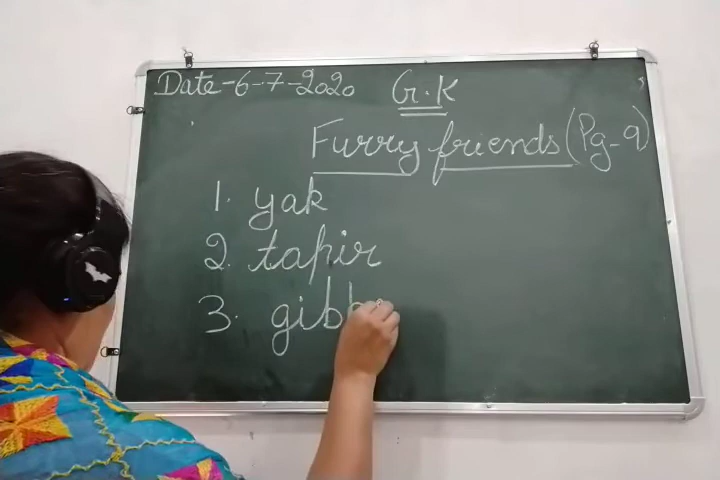 Date-6-7-2020
G.K
Furry friends (Pg-9)
1. yak
2. tapir
3. gibb